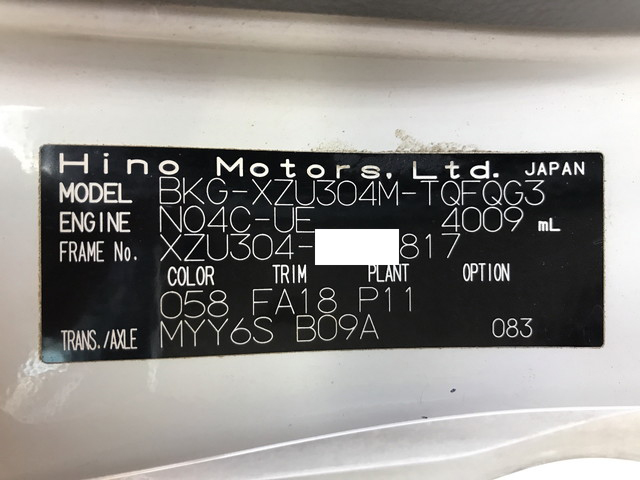 Hino Motors, Ltd. JAPAN
MODEL BKG-XZU304M-TQFQG3
ENGINE N04C-UE 4009 mL
FRAME No. XZU304- 817
COLOR TRIM PLANT OPTION
058 FA18 P11
TRANS./AXLE MYY6S B09A 083